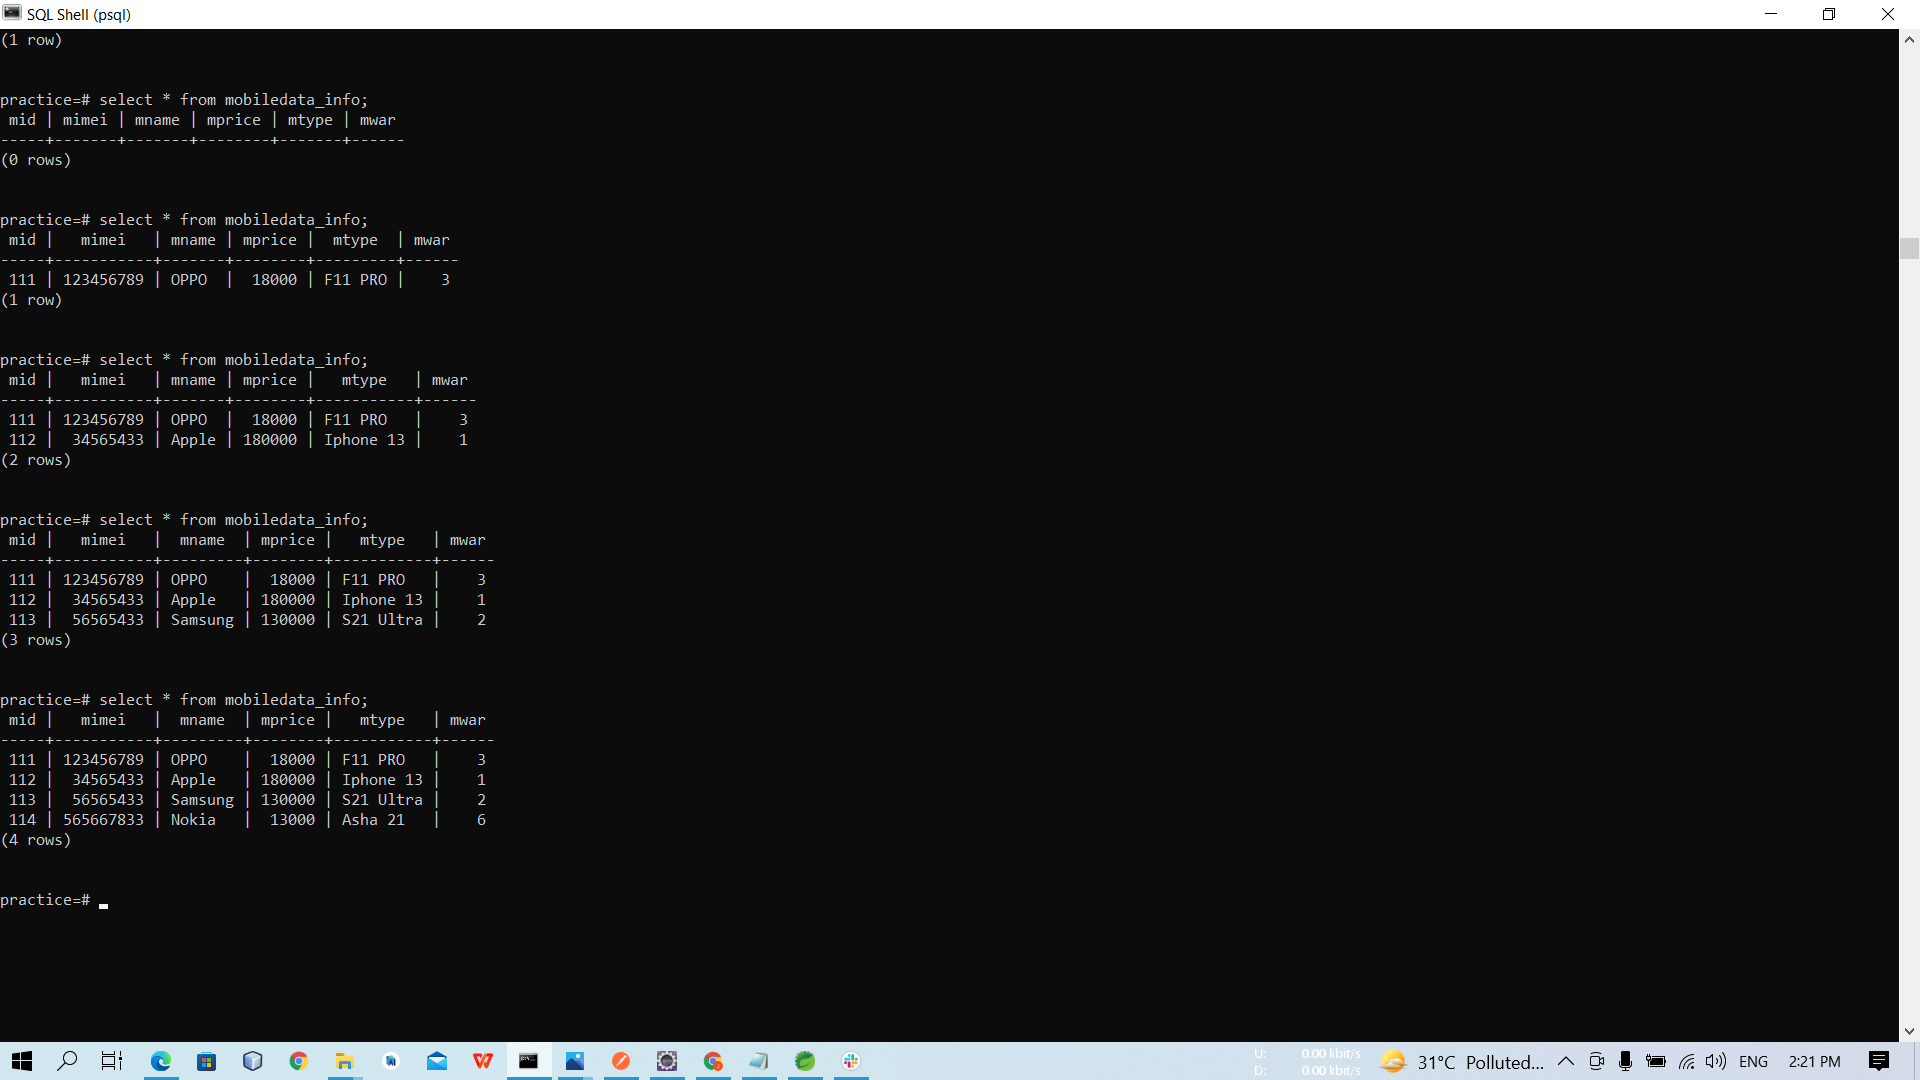 SQL Shell (psql)
(1 row)
practice=# select * from mobiledata_info;
 mid | mimei | mname | mprice | mtype | mwar
-----+-------+-------+--------+-------+------
(0 rows)
practice=# select * from mobiledata_info;
 mid |   mimei   | mname | mprice |  mtype  | mwar
-----+-----------+-------+--------+---------+------
 111 | 123456789 | OPPO  |  18000 | F11 PRO |    3
(1 row)
practice=# select * from mobiledata_info;
 mid |   mimei   | mname | mprice |   mtype   | mwar
-----+-----------+-------+--------+-----------+------
 111 | 123456789 | OPPO  |  18000 | F11 PRO   |    3
 112 |  34565433 | Apple | 180000 | Iphone 13 |    1
(2 rows)
practice=# select * from mobiledata_info;
 mid |   mimei   |  mname  | mprice |   mtype   | mwar
-----+-----------+---------+--------+-----------+------
 111 | 123456789 | OPPO    |  18000 | F11 PRO   |    3
 112 |  34565433 | Apple   | 180000 | Iphone 13 |    1
 113 |  56565433 | Samsung | 130000 | S21 Ultra |    2
(3 rows)
practice=# select * from mobiledata_info;
 mid |   mimei   |  mname  | mprice |   mtype   | mwar
-----+-----------+---------+--------+-----------+------
 111 | 123456789 | OPPO    |  18000 | F11 PRO   |    3
 112 |  34565433 | Apple   | 180000 | Iphone 13 |    1
 113 |  56565433 | Samsung | 130000 | S21 Ultra |    2
 114 | 565667833 | Nokia   |  13000 | Asha 21   |    6
(4 rows)
practice=#
U: 0.00 kbit/s
D: 0.00 kbit/s
31°C Polluted... ENG 2:21 PM